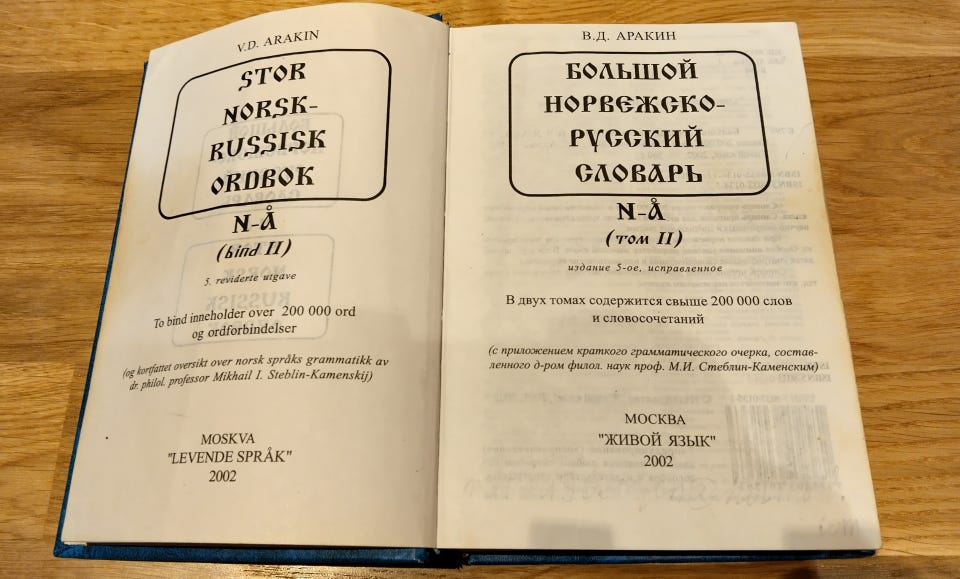 V.D. ARAKIN
STOR
NORSK-
RUSSISK
ORDBOK
N-Å
(bind II)
5. reviderte utgave
To bind inneholder over 200 000 ord
og ordforbindelser
(og kortfattet oversikt over norsk språks grammatikk av
dr. philol. professor Mikhail I. Steblin-Kamenskij)
MOSKVA
"LEVENDE SPRÅK"
2002
В.Д. АРАКИН
БОЛЬШОЙ
НОРВЕЖСКО-
РУССКИЙ
СЛОВАРЬ
N-Å
(том II)
издание 5-ое, исправленное
В двух томах содержится свыше 200 000 слов
и словосочетаний
(с приложением краткого грамматического очерка, состав-
ленного д-ром филол. наук проф. М.И. Стеблин-Каменским)
МОСКВА
"ЖИВОЙ ЯЗЫК"
2002